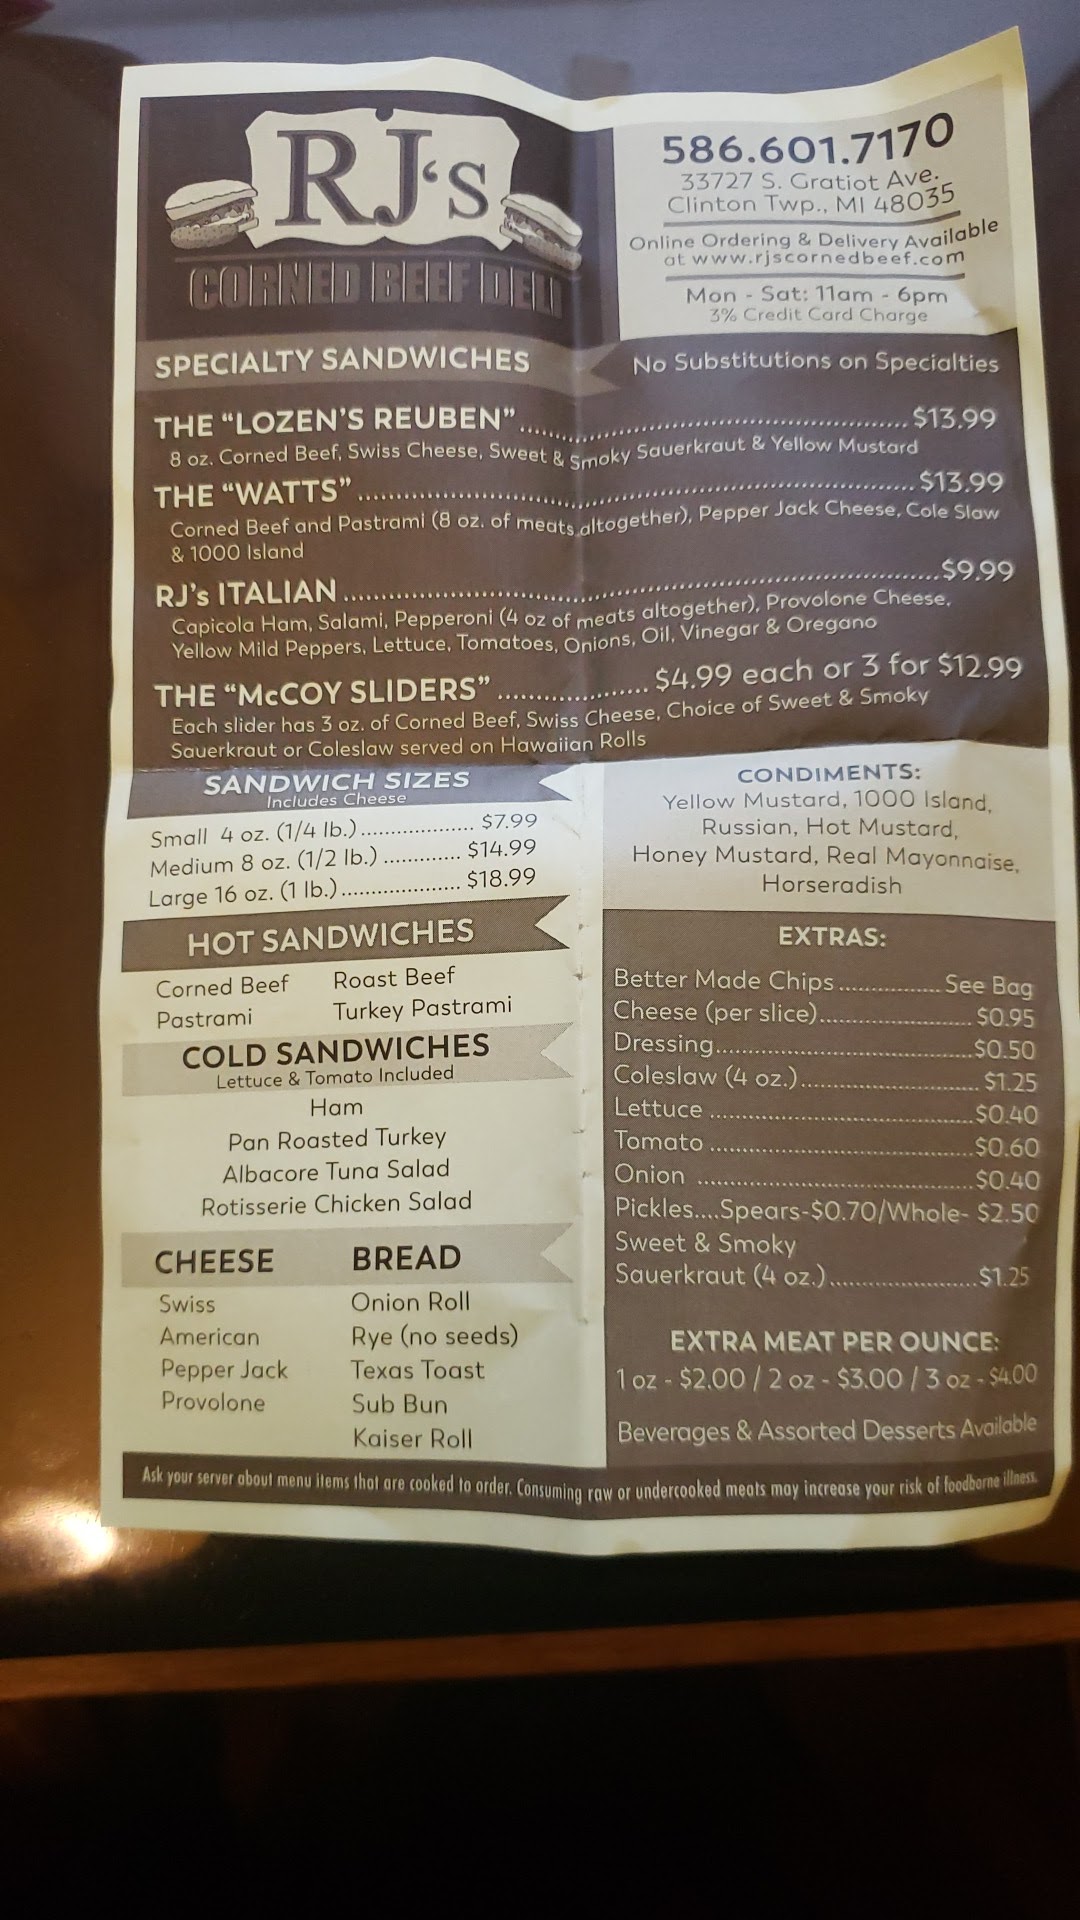 RJ's
CORNED BEEF DELI
586.601.7170
33727 S. Gratiot Ave.
Clinton Twp., MI 48035
Online Ordering & Delivery Available
at www.rjscornedbeef.com
Mon - Sat: 11am - 6pm
3% Credit Card Charge
SPECIALTY SANDWICHES
No Substitutions on Specialties
THE "LOZEN'S REUBEN" $13.99
8 oz. Corned Beef, Swiss Cheese, Sweet & Smoky Sauerkraut & Yellow Mustard
THE "WATTS" $13.99
Corned Beef and Pastrami (8 oz. of meats altogether), Pepper Jack Cheese, Cole Slaw
& 1000 Island
RJ's ITALIAN $9.99
Capicola Ham, Salami, Pepperoni (4 oz of meats altogether), Provolone Cheese,
Yellow Mild Peppers, Lettuce, Tomatoes, Onions, Oil, Vinegar & Oregano
THE "McCOY SLIDERS" $4.99 each or 3 for $12.99
Each slider has 3 oz. of Corned Beef, Swiss Cheese, Choice of Sweet & Smoky
Sauerkraut or Coleslaw served on Hawaiian Rolls
SANDWICH SIZES
Includes Cheese
Small 4 oz. (1/4 lb.) $7.99
Medium 8 oz. (1/2 lb.) $14.99
Large 16 oz. (1 lb.) $18.99
HOT SANDWICHES
Corned Beef Roast Beef
Pastrami Turkey Pastrami
COLD SANDWICHES
Lettuce & Tomato Included
Ham
Pan Roasted Turkey
Albacore Tuna Salad
Rotisserie Chicken Salad
CHEESE
Swiss
American
Pepper Jack
Provolone
BREAD
Onion Roll
Rye (no seeds)
Texas Toast
Sub Bun
Kaiser Roll
CONDIMENTS:
Yellow Mustard, 1000 Island,
Russian, Hot Mustard,
Honey Mustard, Real Mayonnaise,
Horseradish
EXTRAS:
Better Made Chips See Bag
Cheese (per slice) $0.95
Dressing $0.50
Coleslaw (4 oz.) $1.25
Lettuce $0.40
Tomato $0.60
Onion $0.40
Pickles....Spears-$0.70/Whole- $2.50
Sweet & Smoky
Sauerkraut (4 oz.) $1.25
EXTRA MEAT PER OUNCE:
1 oz - $2.00 / 2 oz - $3.00 / 3 oz - $4.00
Beverages & Assorted Desserts Available
Ask your server about menu items that are cooked to order. Consuming raw or undercooked meats may increase your risk of foodborne illness.